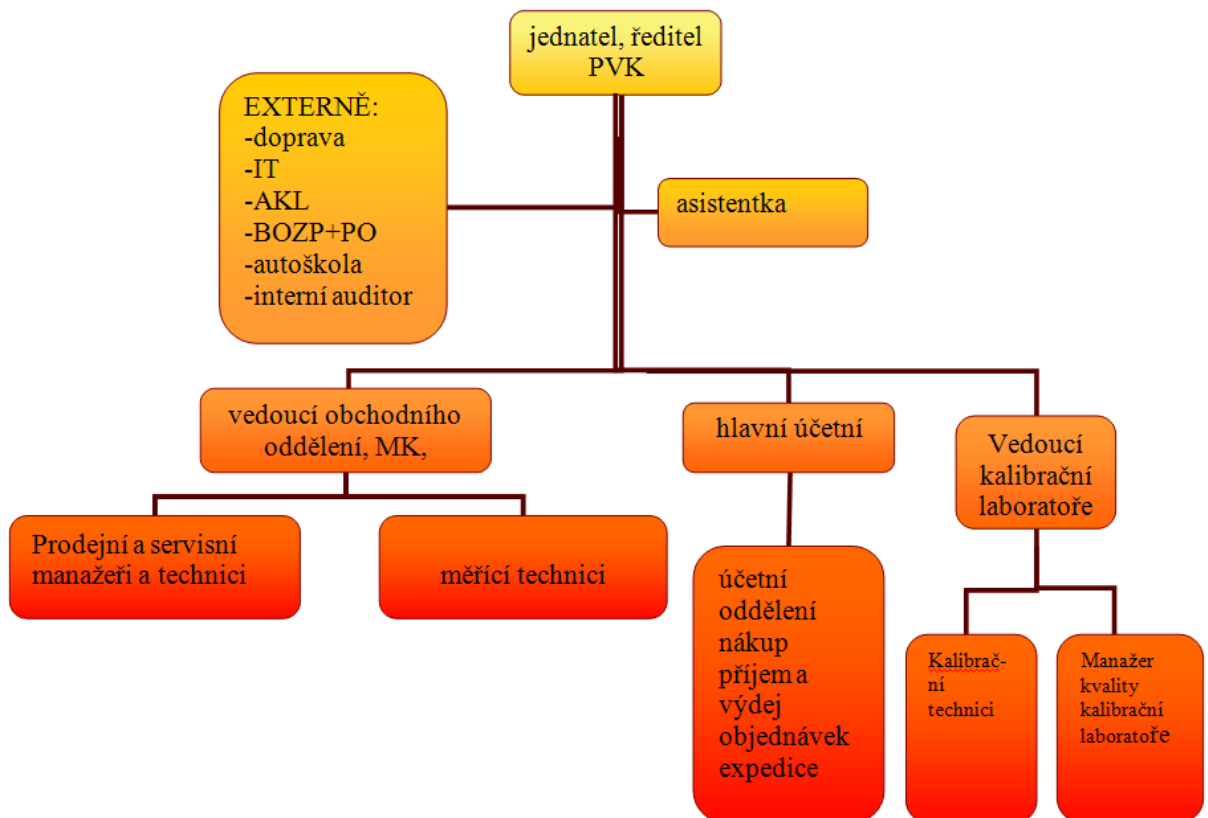 jednatel, ředitel
PVK
EXTERNĚ:
-doprava
-IT
-AKL
-BOZP+PO
-autoškola
-interní auditor
asistentka
vedoucí obchodního
oddělení, MK,
hlavní účetní
Vedoucí
kalibrační
laboratoře
Prodejní a servisní
manažeři a technici
měřící technici
účetní
oddělení
nákup
příjem a
výdej
objednávek
expedice
Kalibrač-
ní
technici
Manažer
kvality
kalibrační
laboratoře